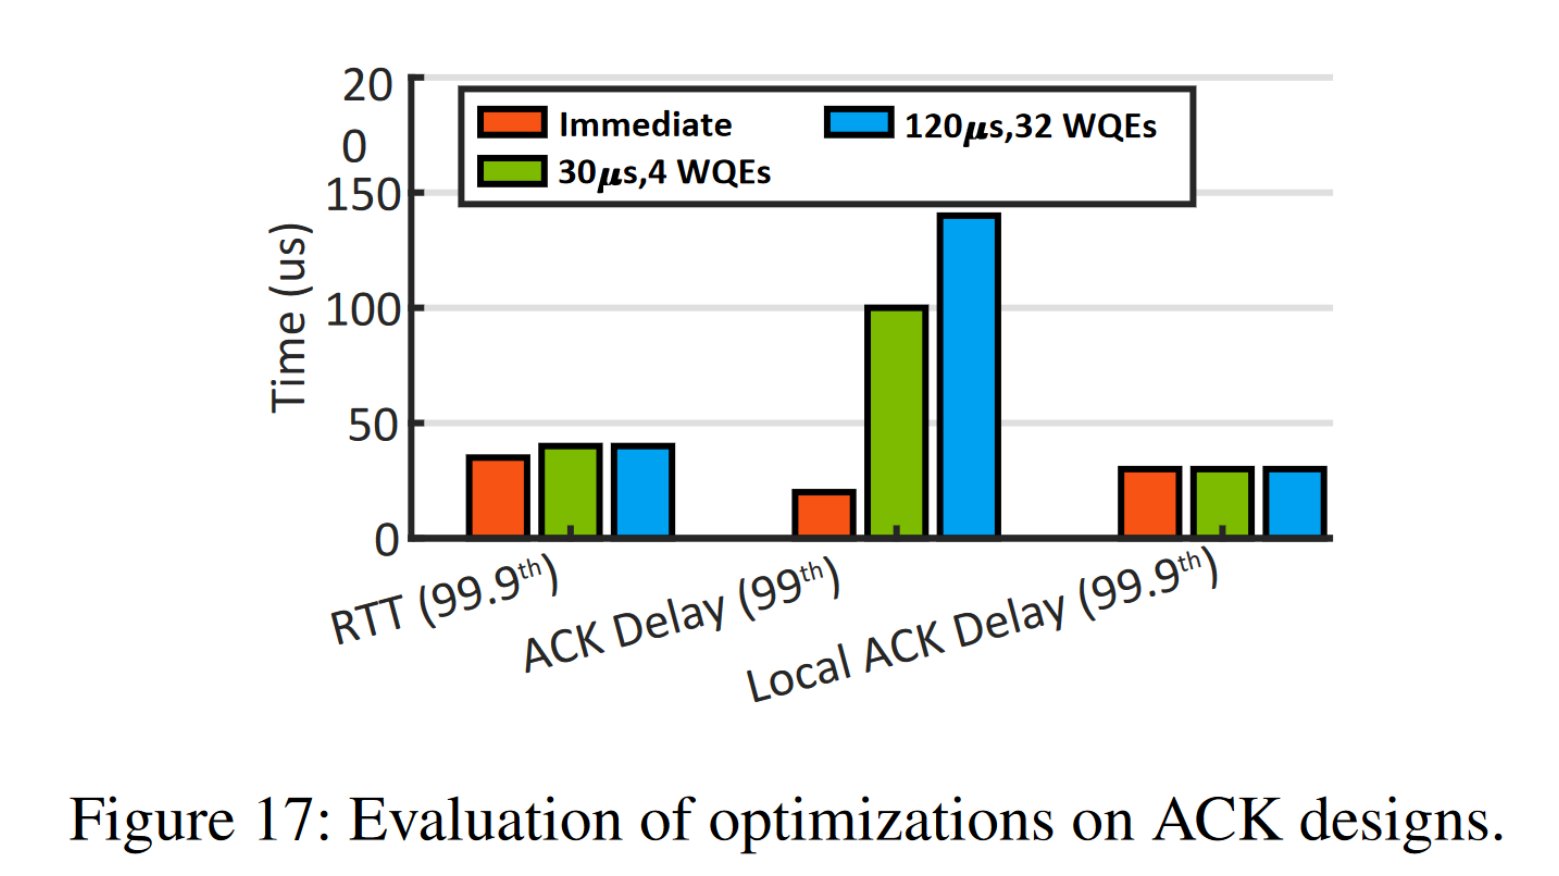 20
0
150
100
50
0
Time (us)
Immediate
30μs,4 WQEs
120μs,32 WQEs
RTT (99.9th)
ACK Delay (99th)
Local ACK Delay (99.9th)
Figure 17: Evaluation of optimizations on ACK designs.